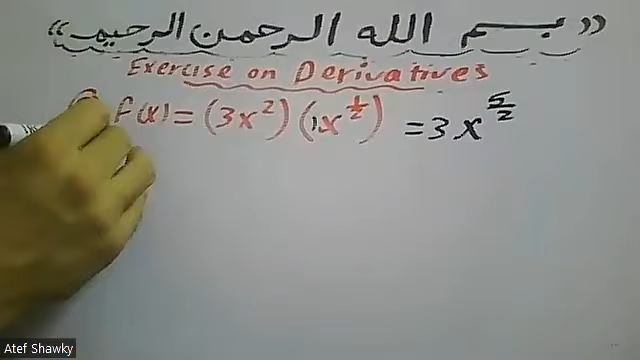 «بسم الله الرحمن الرحيم»
Exercise on Derivatives
f(x) = (3x²)(1x^{1/2}) = 3x^{5/2}
Atef Shawky